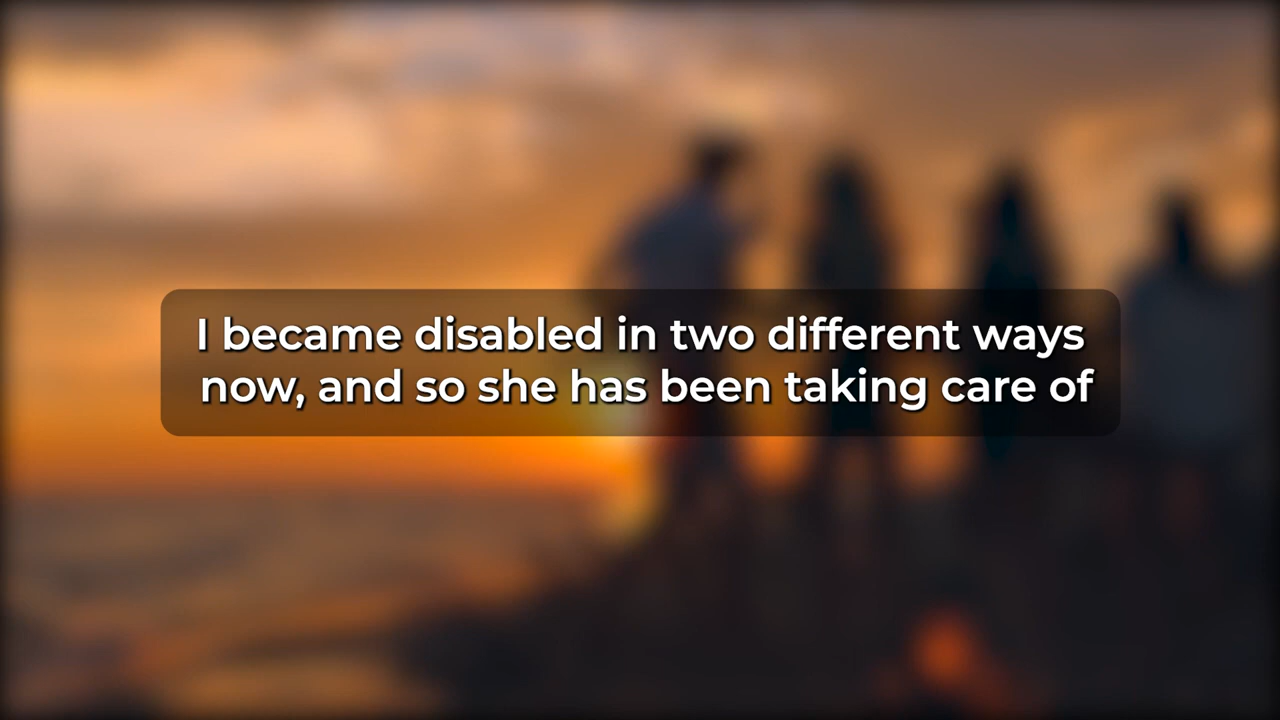 I became disabled in two different ways
now, and so she has been taking care of